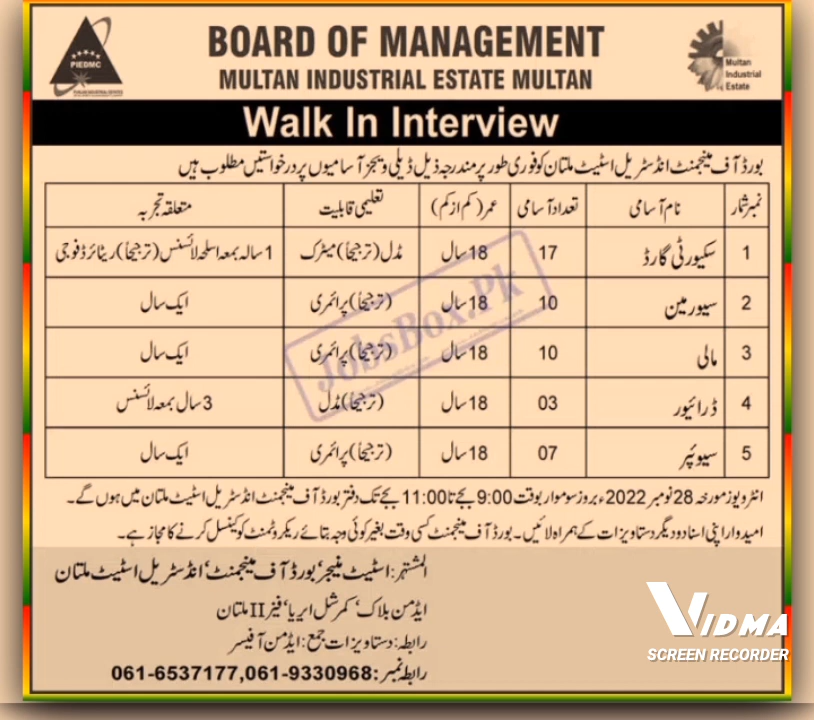 PIEDMC
BOARD OF MANAGEMENT
MULTAN INDUSTRIAL ESTATE MULTAN
Multan
Industrial
Estate
Walk In Interview
بورڈ آف مینجمنٹ انڈسٹریل اسٹیٹ ملتان کو فوری طور پر مندرجہ ذیل ڈیلی ویجز آسامیوں پر درخواستیں مطلوب ہیں
نمبر شمار نام آسامی تعداد آسامی عمر (کم از کم) تعلیمی قابلیت متعلقہ تجربہ
1 سکیورٹی گارڈ 17 18 سال مڈل (ترجیحاً) میٹرک 1 سالہ بمعہ اسلحہ لائسنس (ترجیحاً) ریٹائرڈ فوجی
2 سیورمین 10 18 سال (ترجیحاً) پرائمری ایک سال
3 مالی 10 18 سال (ترجیحاً) پرائمری ایک سال
4 ڈرائیور 03 18 سال (ترجیحاً) مڈل 3 سال بمعہ لائسنس
5 سیوئپر 07 18 سال (ترجیحاً) پرائمری ایک سال
JobsBox.Pk
انٹرویوز مورخہ 28 نومبر 2022ء بروز سوموار بوقت 9:00 بجے تا 11:00 بجے تک دفتر بورڈ آف مینجمنٹ انڈسٹریل اسٹیٹ ملتان میں ہوں گے۔
امیدوار اپنی اسناد و دیگر دستاویزات کے ہمراہ لائیں۔ بورڈ آف مینجمنٹ کسی وقت بغیر کوئی وجہ بتائے ریکروٹمنٹ کو کینسل کرنے کا مجاز ہے۔
المشتہر: اسٹیٹ منیجر، بورڈ آف مینجمنٹ، انڈسٹریل اسٹیٹ ملتان
ایڈمن بلاک، کمرشل ایریا، فیز II ملتان
رابطہ: دستاویزات جمع: ایڈمن آفیسر
رابطہ نمبر: 061-6537177,061-9330968
VIDMA
SCREEN RECORDER